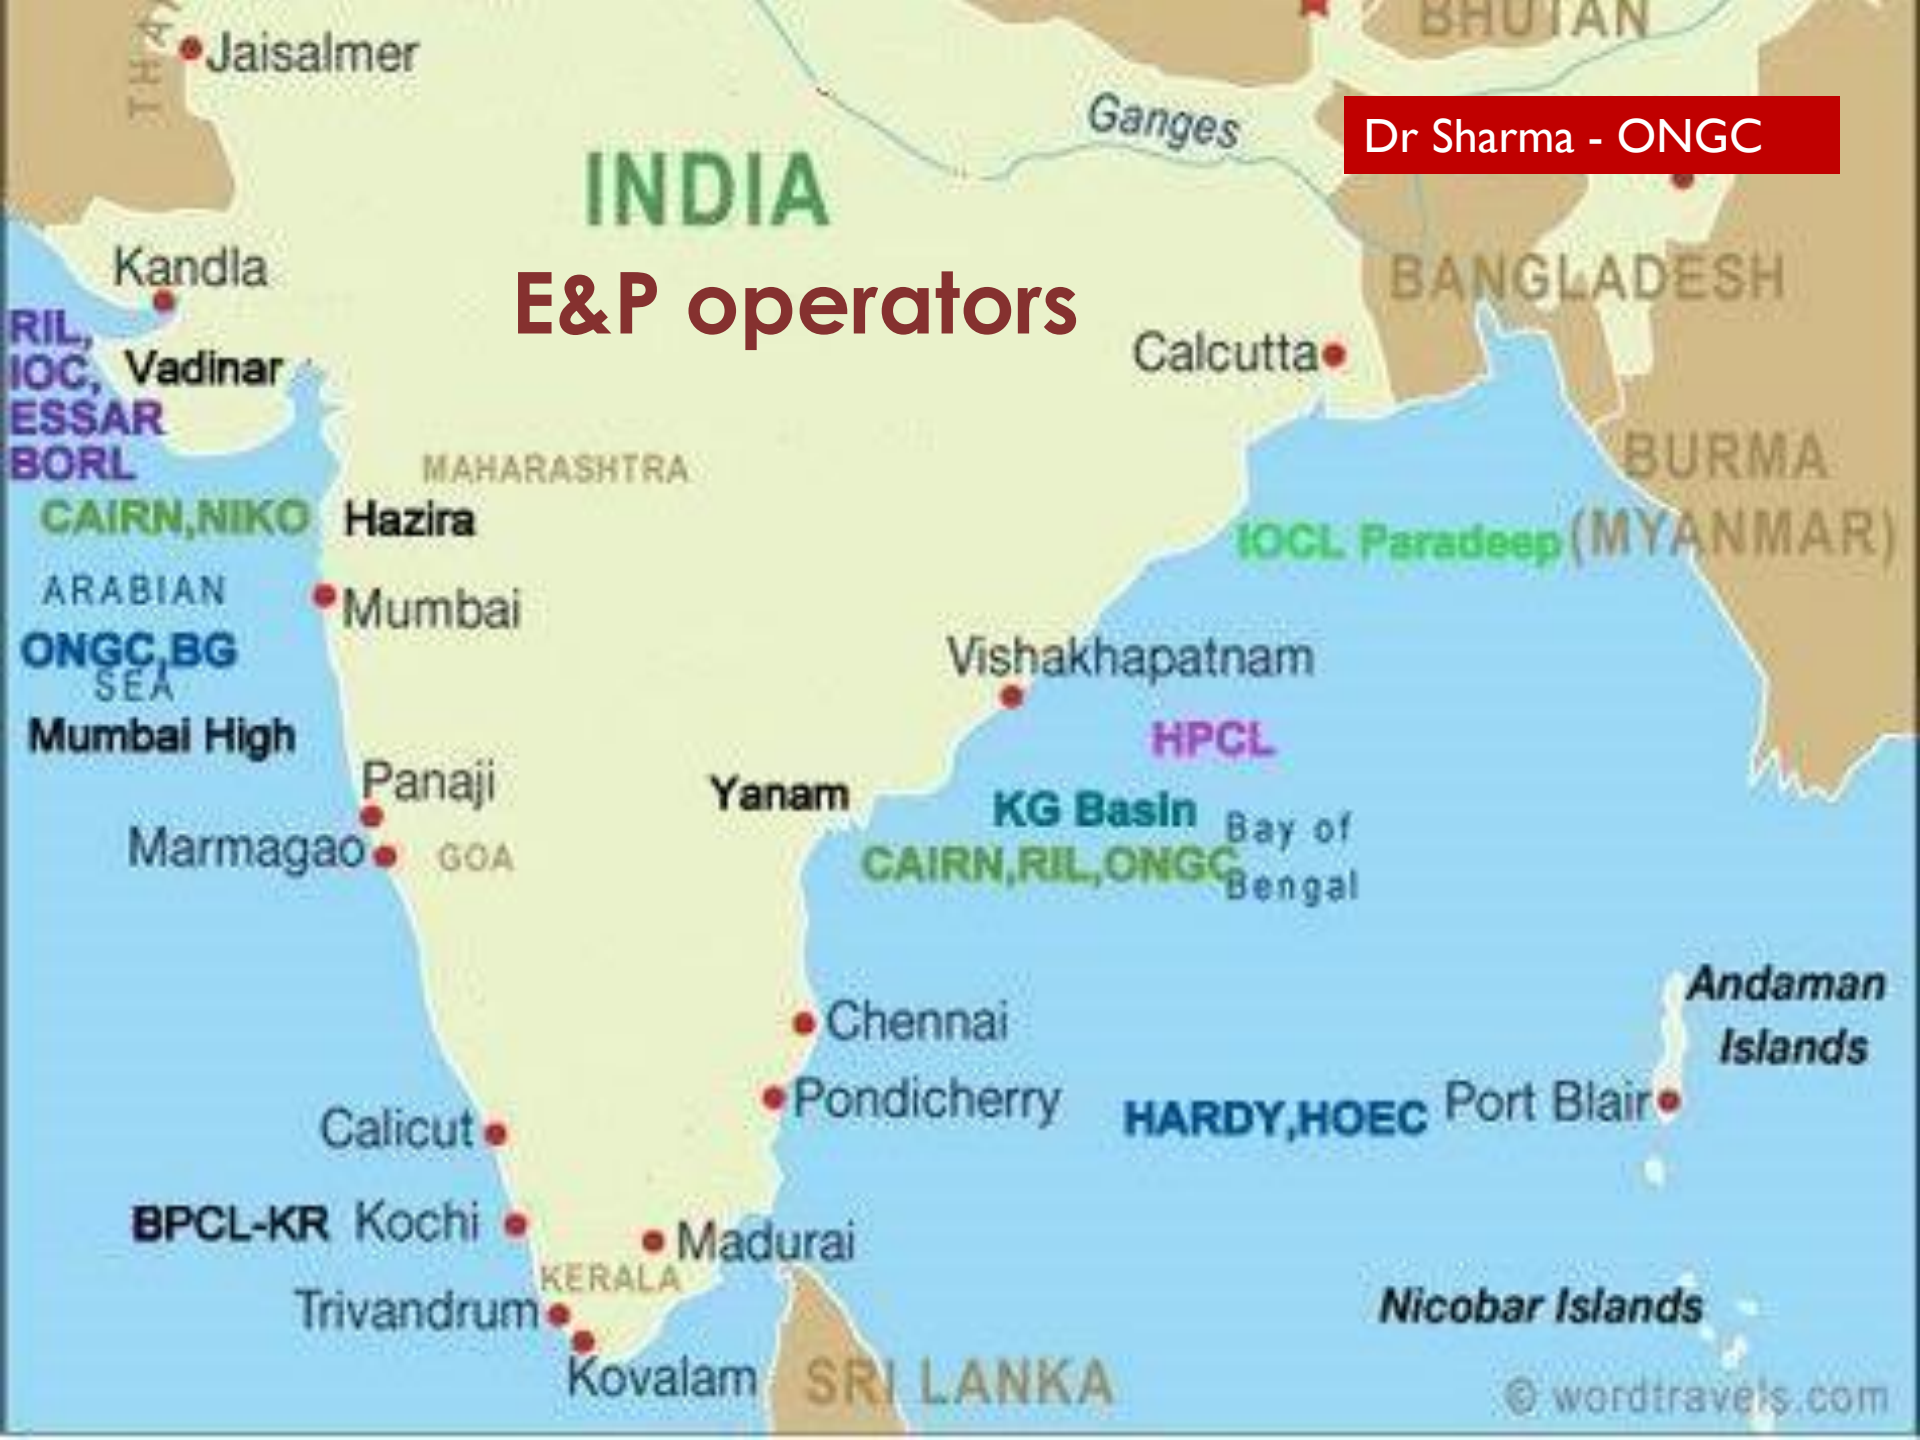 THAR
Jaisalmer
BHUTAN
Ganges
Dr Sharma - ONGC
INDIA
E&P operators
Kandla
BANGLADESH
RIL,
IOC,
ESSAR
BORL
Vadinar
Calcutta
MAHARASHTRA
BURMA
(MYANMAR)
CAIRN,NIKO
Hazira
IOCL Paradeep
ARABIAN
SEA
Mumbai
ONGC,BG
Mumbai High
Vishakhapatnam
HPCL
Panaji
Yanam
KG Basin
CAIRN,RIL,ONGC
Bay of
Bengal
Marmagao
GOA
Andaman
Islands
Chennai
Pondicherry
HARDY,HOEC
Port Blair
Calicut
BPCL-KR
Kochi
Madurai
KERALA
Trivandrum
Nicobar Islands
Kovalam
SRI LANKA
© wordtravels.com